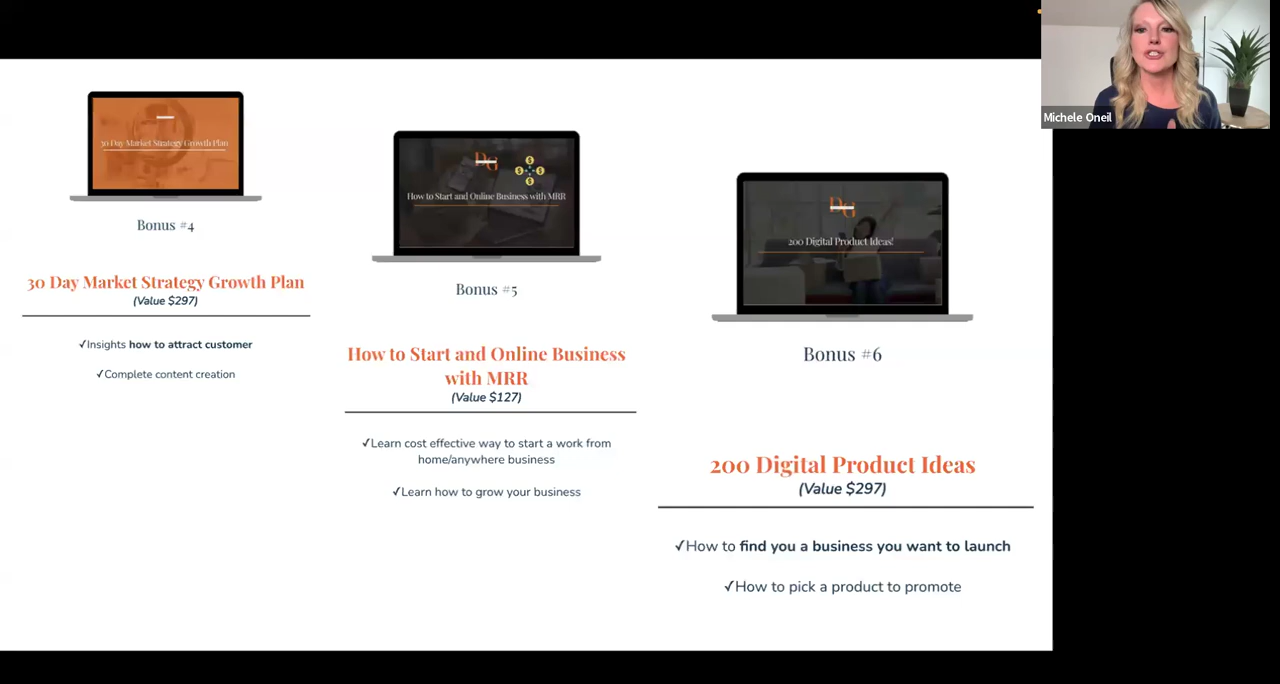 30 Day Market Strategy Growth Plan
Bonus #4
30 Day Market Strategy Growth Plan
(Value $297)
✓Insights how to attract customer
✓Complete content creation
DG
How to Start and Online Business with MRR
Bonus #5
How to Start and Online Business
with MRR
(Value $127)
✓Learn cost effective way to start a work from
home/anywhere business
✓Learn how to grow your business
DG
200 Digital Product Ideas!
Bonus #6
200 Digital Product Ideas
(Value $297)
✓How to find you a business you want to launch
✓How to pick a product to promote
Michele Oneil